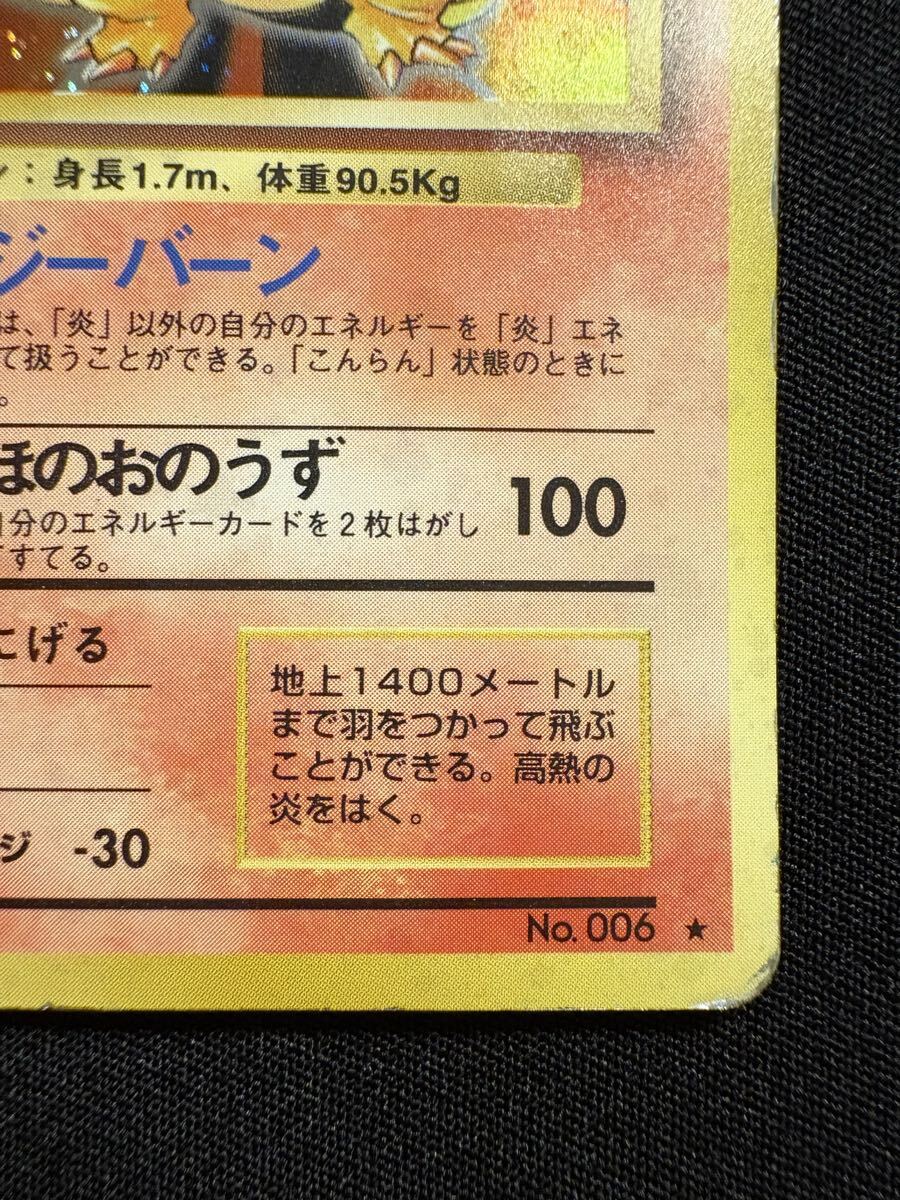 ：身長1.7m、体重90.5Kg
ジーバーン
は、「炎」以外の自分のエネルギーを「炎」エネ
て扱うことができる。「こんらん」状態のときに
。
ほのおのうず 100
自分のエネルギーカードを２枚はがし
すてる。
にげる
地上1400メートル
まで羽をつかって飛ぶ
ことができる。高熱の
炎をはく。
ジ -30
No. 006 ★